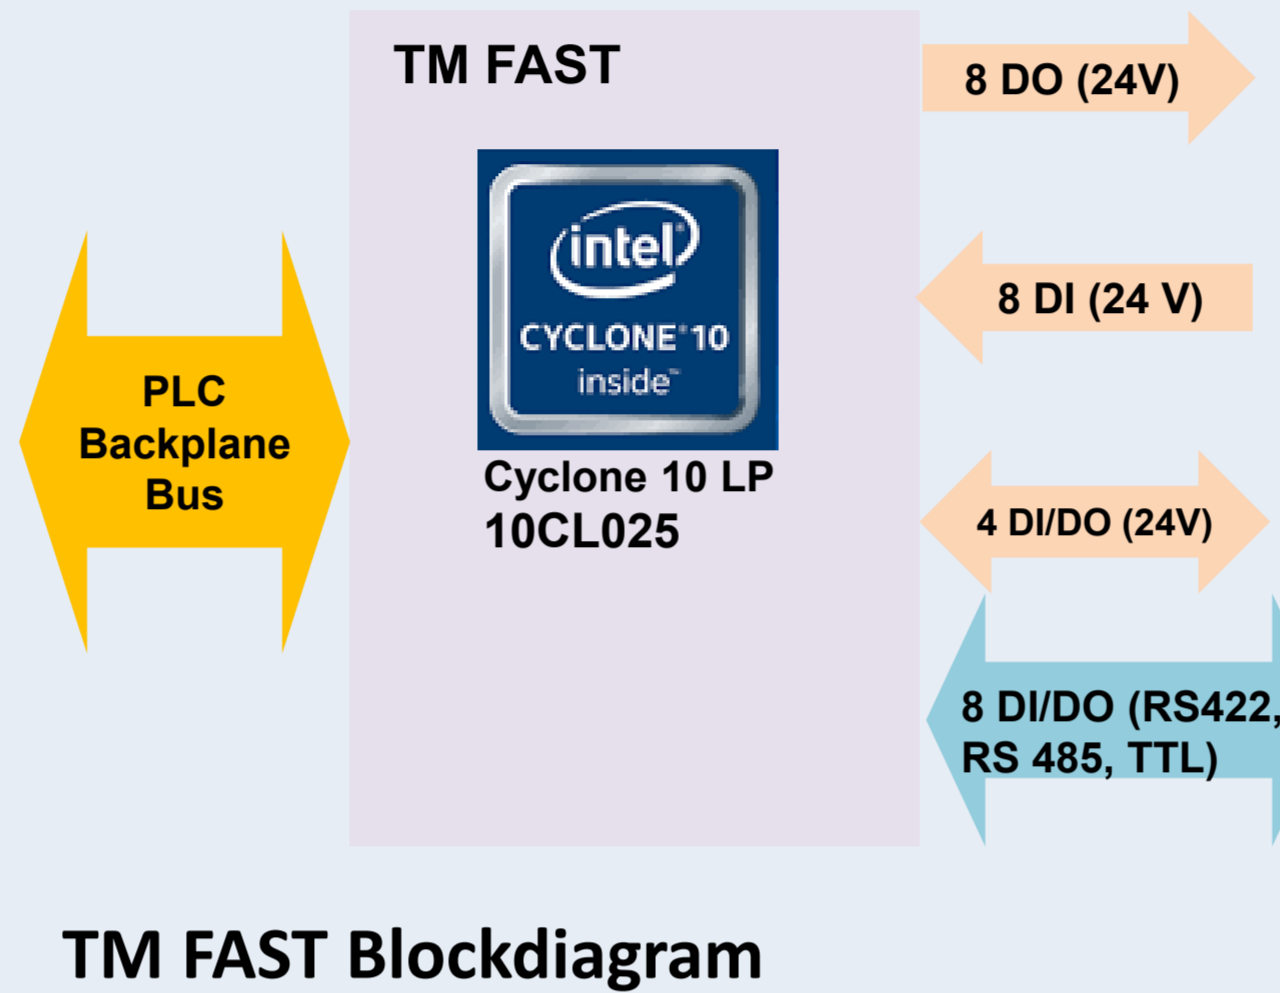 TM FAST
8 DO (24V)
intel
CYCLONE® 10
inside™
8 DI (24 V)
PLC
Backplane
Bus
Cyclone 10 LP
10CL025
4 DI/DO (24V)
8 DI/DO (RS422,
RS 485, TTL)
TM FAST Blockdiagram